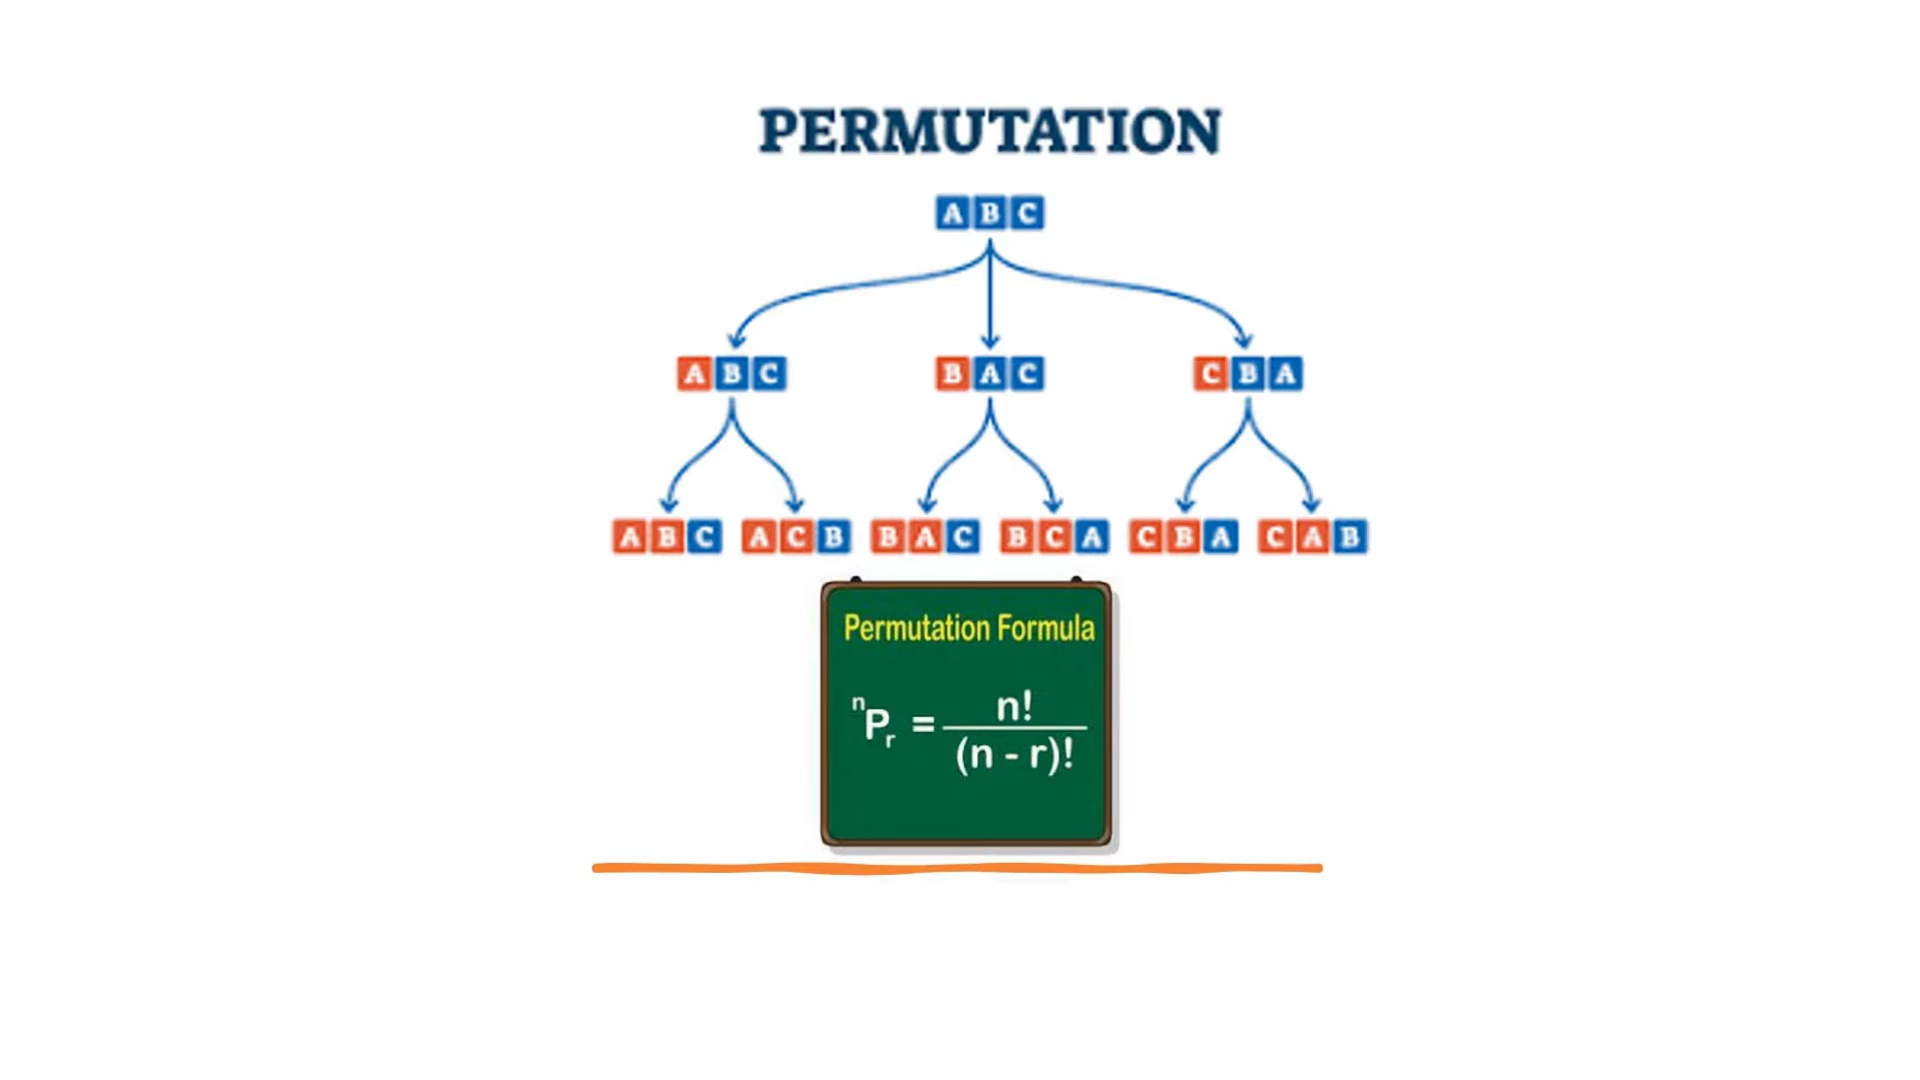 PERMUTATION
ABC
ABC BAC CBA
ABC ACB BAC BCA CBA CAB
Permutation Formula
nPr = n!
(n - r)!